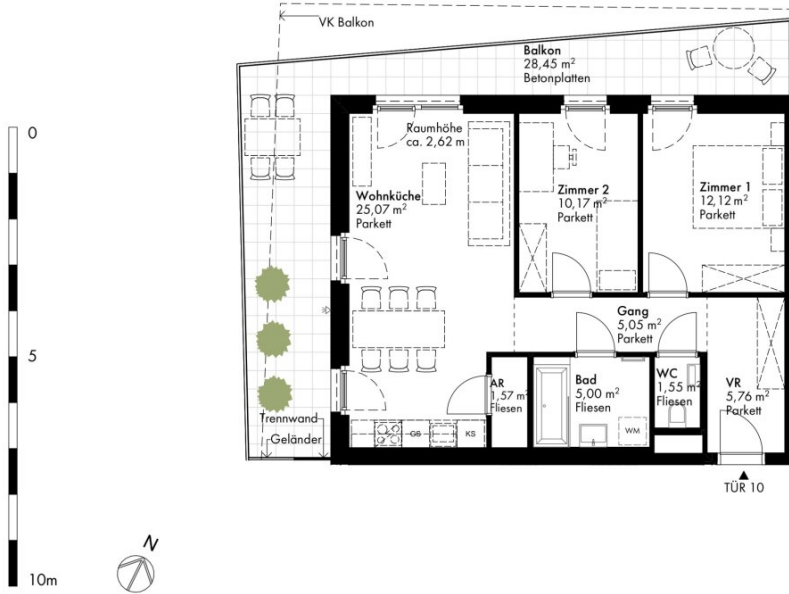 VK Balkon
Balkon
28,45 m²
Betonplatten
0
Raumhöhe
ca. 2,62 m
Wohnküche
25,07 m²
Parkett
Zimmer 2
10,17 m²
Parkett
Zimmer 1
12,12 m²
Parkett
Gang
5,05 m²
Parkett
5
AR
1,57 m²
Fliesen
Bad
5,00 m²
Fliesen
WC
1,55 m²
Fliesen
VR
5,76 m²
Parkett
Trennwand
Geländer
GS
KS
WM
TÜR 10
N
10m